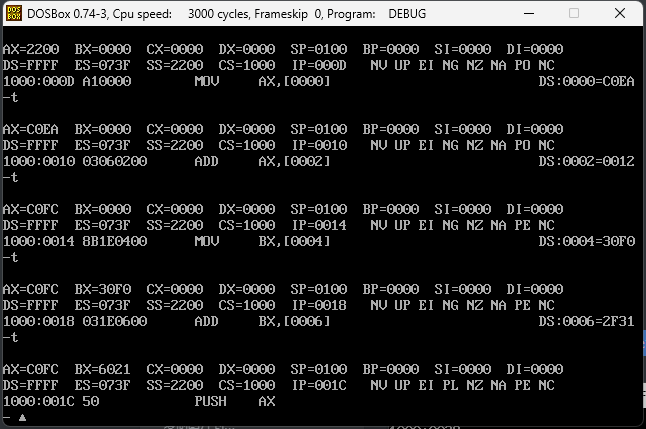 DOSBox 0.74-3, Cpu speed: 3000 cycles, Frameskip 0, Program: DEBUG
AX=2200 BX=0000 CX=0000 DX=0000 SP=0100 BP=0000 SI=0000 DI=0000
DS=FFFF ES=073F SS=2200 CS=1000 IP=000D NV UP EI NG NZ NA PO NC
1000:000D A10000 MOV AX,[0000] DS:0000=C0EA
-t
AX=C0EA BX=0000 CX=0000 DX=0000 SP=0100 BP=0000 SI=0000 DI=0000
DS=FFFF ES=073F SS=2200 CS=1000 IP=0010 NV UP EI NG NZ NA PO NC
1000:0010 03060200 ADD AX,[0002] DS:0002=0012
-t
AX=C0FC BX=0000 CX=0000 DX=0000 SP=0100 BP=0000 SI=0000 DI=0000
DS=FFFF ES=073F SS=2200 CS=1000 IP=0014 NV UP EI NG NZ NA PE NC
1000:0014 8B1E0400 MOV BX,[0004] DS:0004=30F0
-t
AX=C0FC BX=30F0 CX=0000 DX=0000 SP=0100 BP=0000 SI=0000 DI=0000
DS=FFFF ES=073F SS=2200 CS=1000 IP=0018 NV UP EI NG NZ NA PE NC
1000:0018 031E0600 ADD BX,[0006] DS:0006=2F31
-t
AX=C0FC BX=6021 CX=0000 DX=0000 SP=0100 BP=0000 SI=0000 DI=0000
DS=FFFF ES=073F SS=2200 CS=1000 IP=001C NV UP EI PL NZ NA PE NC
1000:001C 50 PUSH AX
-